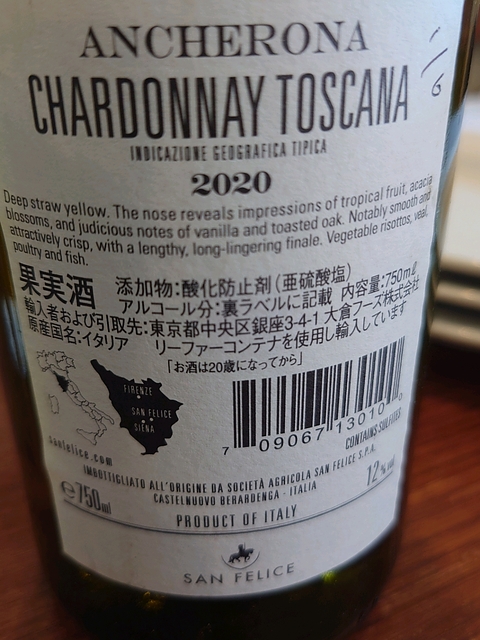 ANCHERONA
CHARDONNAY TOSCANA
INDICAZIONE GEOGRAFICA TIPICA
2020
Deep straw yellow. The nose reveals impressions of tropical fruit, acacia
blossoms, and judicious notes of vanilla and toasted oak. Notably smooth and
attractively crisp, with a lengthy, long-lingering finale. Vegetable risottos, veal,
poultry and fish.
果実酒 添加物:酸化防止剤(亜硫酸塩)
アルコール分:裏ラベルに記載 内容量:750mℓ
輸入者および引取先:東京都中央区銀座3-4-1 大倉フーズ株式会社
原産国名:イタリア リーファーコンテナを使用し輸入しています
「お酒は20歳になってから」
FIRENZE
SAN FELICE
SIENA
7 09067 13010 0
CONTAINS SULFITES
sanfelice.com
IMBOTTIGLIATO ALL'ORIGINE DA SOCIETÀ AGRICOLA SAN FELICE S.P.A.
CASTELNUOVO BERARDENGA - ITALIA
e 750ml
12% vol.
PRODUCT OF ITALY
SAN FELICE